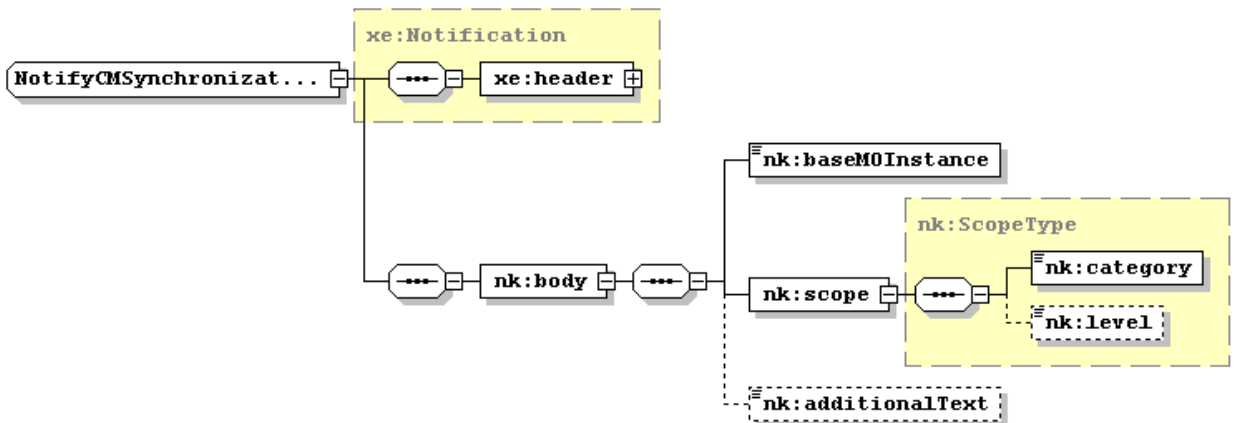 xe:Notification
NotifyCMSynchronizat...
xe:header
nk:baseMOInstance
nk:ScopeType
nk:category
nk:body
nk:scope
nk:level
nk:additionalText